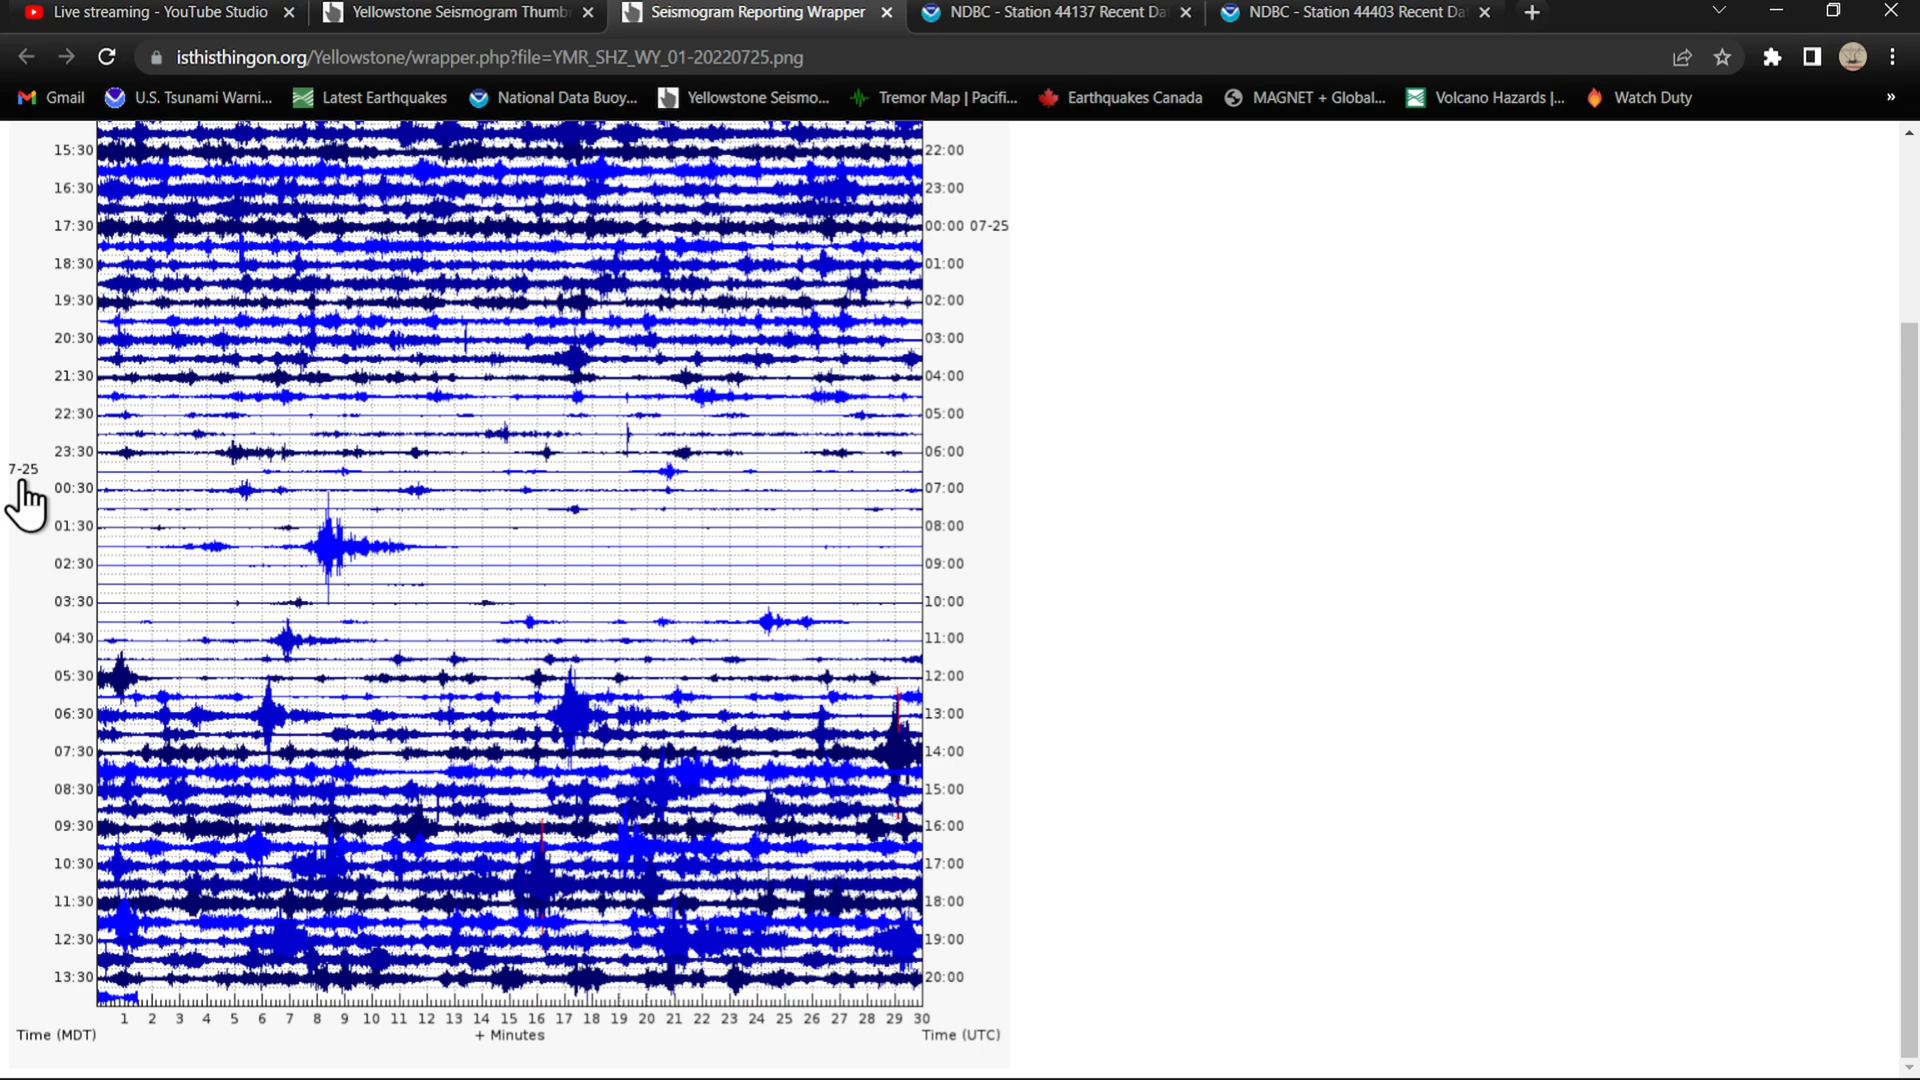 Live streaming - YouTube Studio
Yellowstone Seismogram Thumb
Seismogram Reporting Wrapper
NDBC - Station 44137 Recent Da
NDBC - Station 44403 Recent Da
isthisthingon.org/Yellowstone/wrapper.php?file=YMR_SHZ_WY_01-20220725.png
Gmail
U.S. Tsunami Warni...
Latest Earthquakes
National Data Buoy...
Yellowstone Seismo...
Tremor Map | Pacifi...
Earthquakes Canada
MAGNET + Global...
Volcano Hazards |...
Watch Duty
»
15:30 22:00
16:30 23:00
17:30 00:00 07-25
18:30 01:00
19:30 02:00
20:30 03:00
21:30 04:00
22:30 05:00
23:30 06:00
7-25
00:30 07:00
01:30 08:00
02:30 09:00
03:30 10:00
04:30 11:00
05:30 12:00
06:30 13:00
07:30 14:00
08:30 15:00
09:30 16:00
10:30 17:00
11:30 18:00
12:30 19:00
13:30 20:00
1 2 3 4 5 6 7 8 9 10 11 12 13 14 15 16 17 18 19 20 21 22 23 24 25 26 27 28 29 30
Time (MDT) + Minutes Time (UTC)